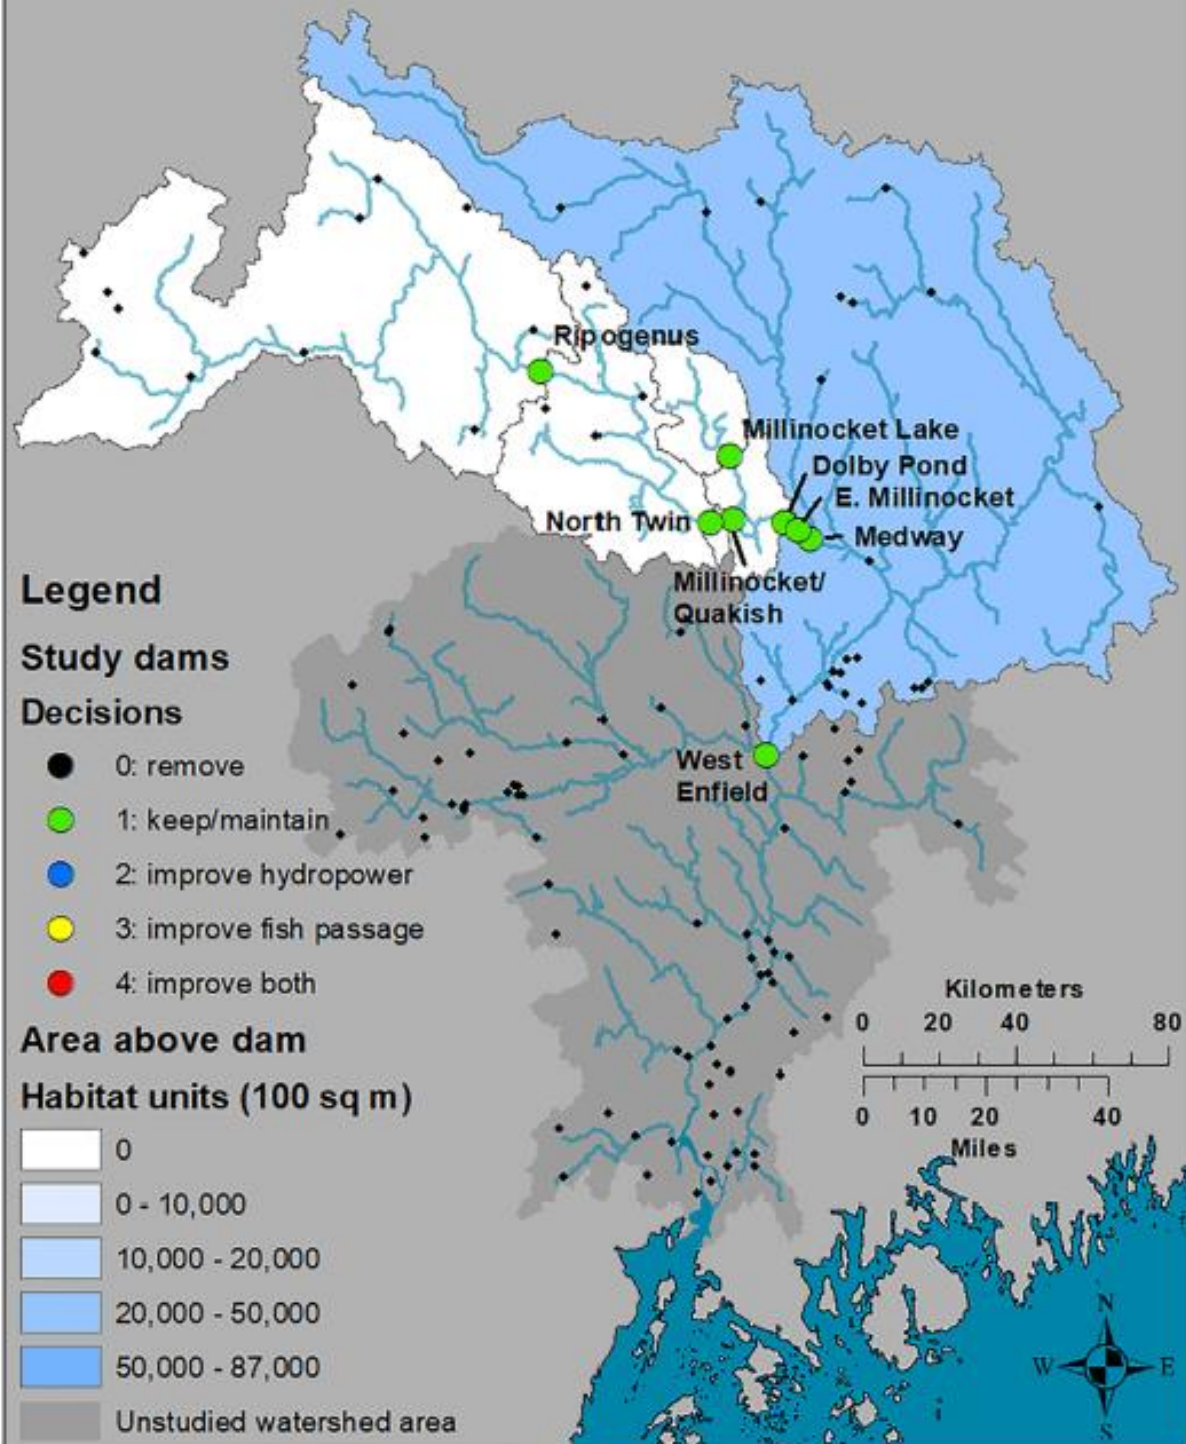 Ripogenus
Millinocket Lake
Dolby Pond
E. Millinocket
North Twin
Medway
Millinocket/
Quakish
West
Enfield
Legend
Study dams
Decisions
0: remove
1: keep/maintain
2: improve hydropower
3: improve fish passage
4: improve both
Area above dam
Habitat units (100 sq m)
0
0 - 10,000
10,000 - 20,000
20,000 - 50,000
50,000 - 87,000
Unstudied watershed area
Kilometers
0 20 40 80
0 10 20 40
Miles
N
W E
S